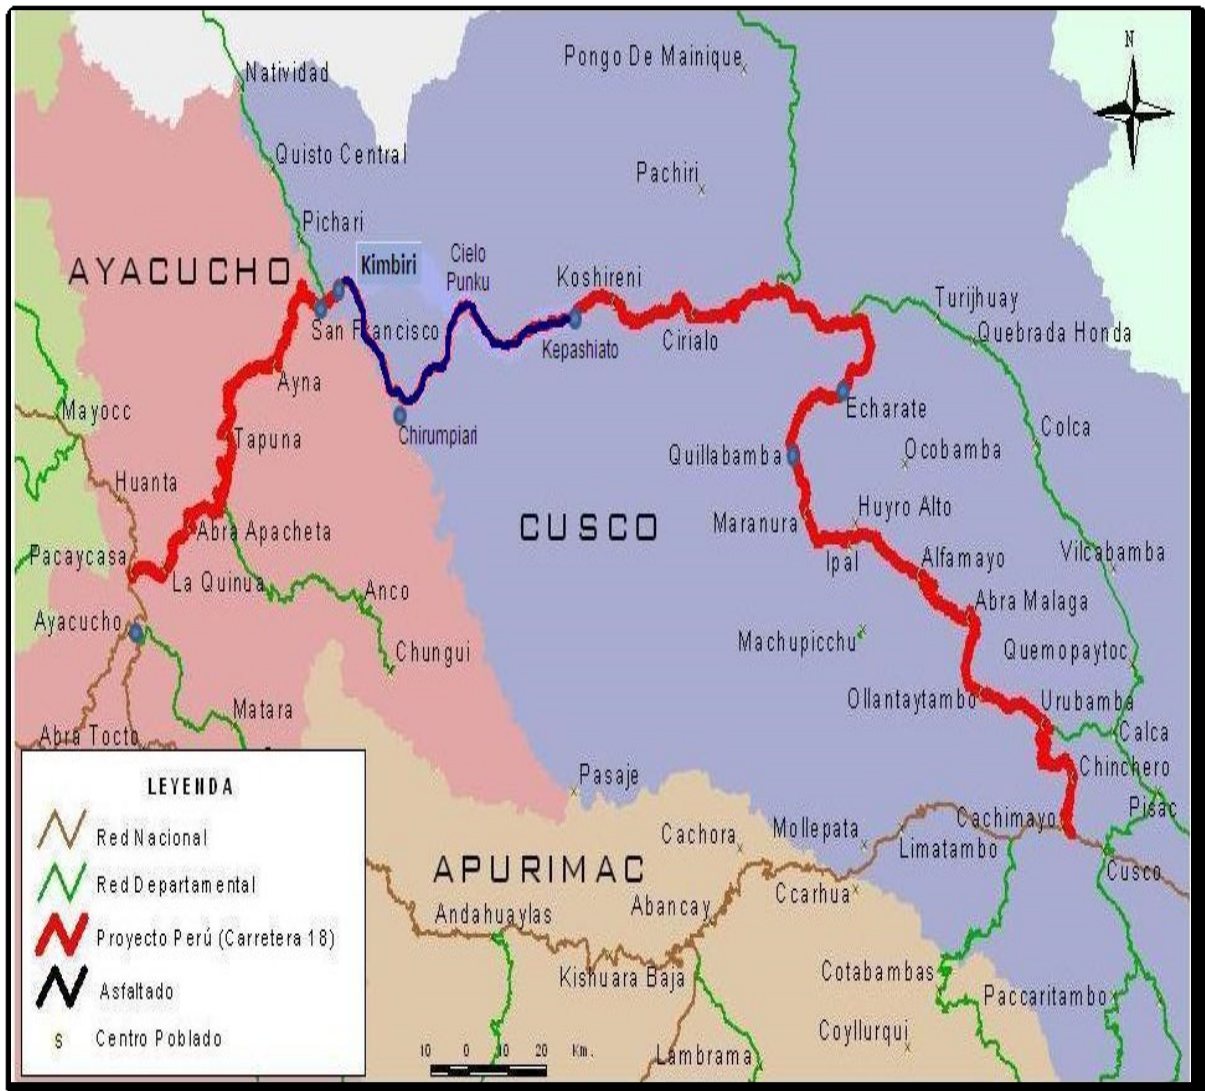 N
Pongo De Mainique
Natividad
Quisto Central
Pachiri
Pichari
AYACUCHO
Kimbiri
Cielo
Punku
Koshireni
Turijhuay
San Francisco
Kepashiato
Cirialo
Quebrada Honda
Ayna
Mayocc
Echarate
Chirumpiari
Colca
Tapuna
Quillabamba
Ocobamba
Huanta
CUSCO
Maranura
Huyro Alto
Abra Apacheta
Pacaycasa
Ipal
Alfamayo
Vilcabamba
La Quinua
Anco
Abra Malaga
Ayacucho
Machupicchu
Chungui
Quemopaytoc
Matara
Ollantaytambo
Urubamba
Abra Tocto
Calca
Pasaje
Chinchero
Pisac
Cachora
Mollepata
Cachimayo
Limatambo
APURIMAC
Cusco
Ccarhua
Andahuaylas
Abancay
Kishuara Baja
Cotabambas
Paccaritambo
Coyllurqui
Lambrama
LEYENDA
Red Nacional
Red Departamental
Proyecto Perú (Carretera 18)
Asfaltado
s Centro Poblado
10 0 10 20 Km.